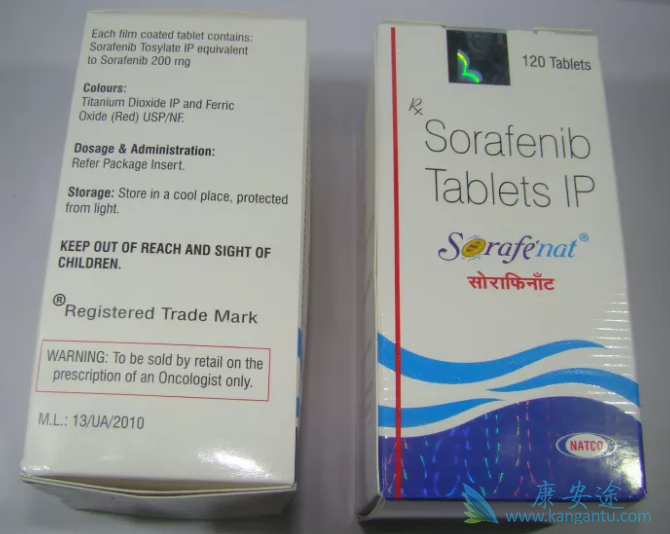 Each film coated tablet contains:
Sorafenib Tosylate IP equivalent
to Sorafenib 200 mg
Colours:
Titanium Dioxide IP and Ferric
Oxide (Red) USP/NF.
Dosage & Administration:
Refer Package Insert.
Storage: Store in a cool place, protected
from light.
KEEP OUT OF REACH AND SIGHT OF
CHILDREN.
®Registered Trade Mark
WARNING: To be sold by retail on the
prescription of an Oncologist only.
M.L.: 13/UA/2010
120 Tablets
Rx
Sorafenib
Tablets IP
Sorafenat®
सोराफिनाँट
NATCO
康安途
www.kangantu.com